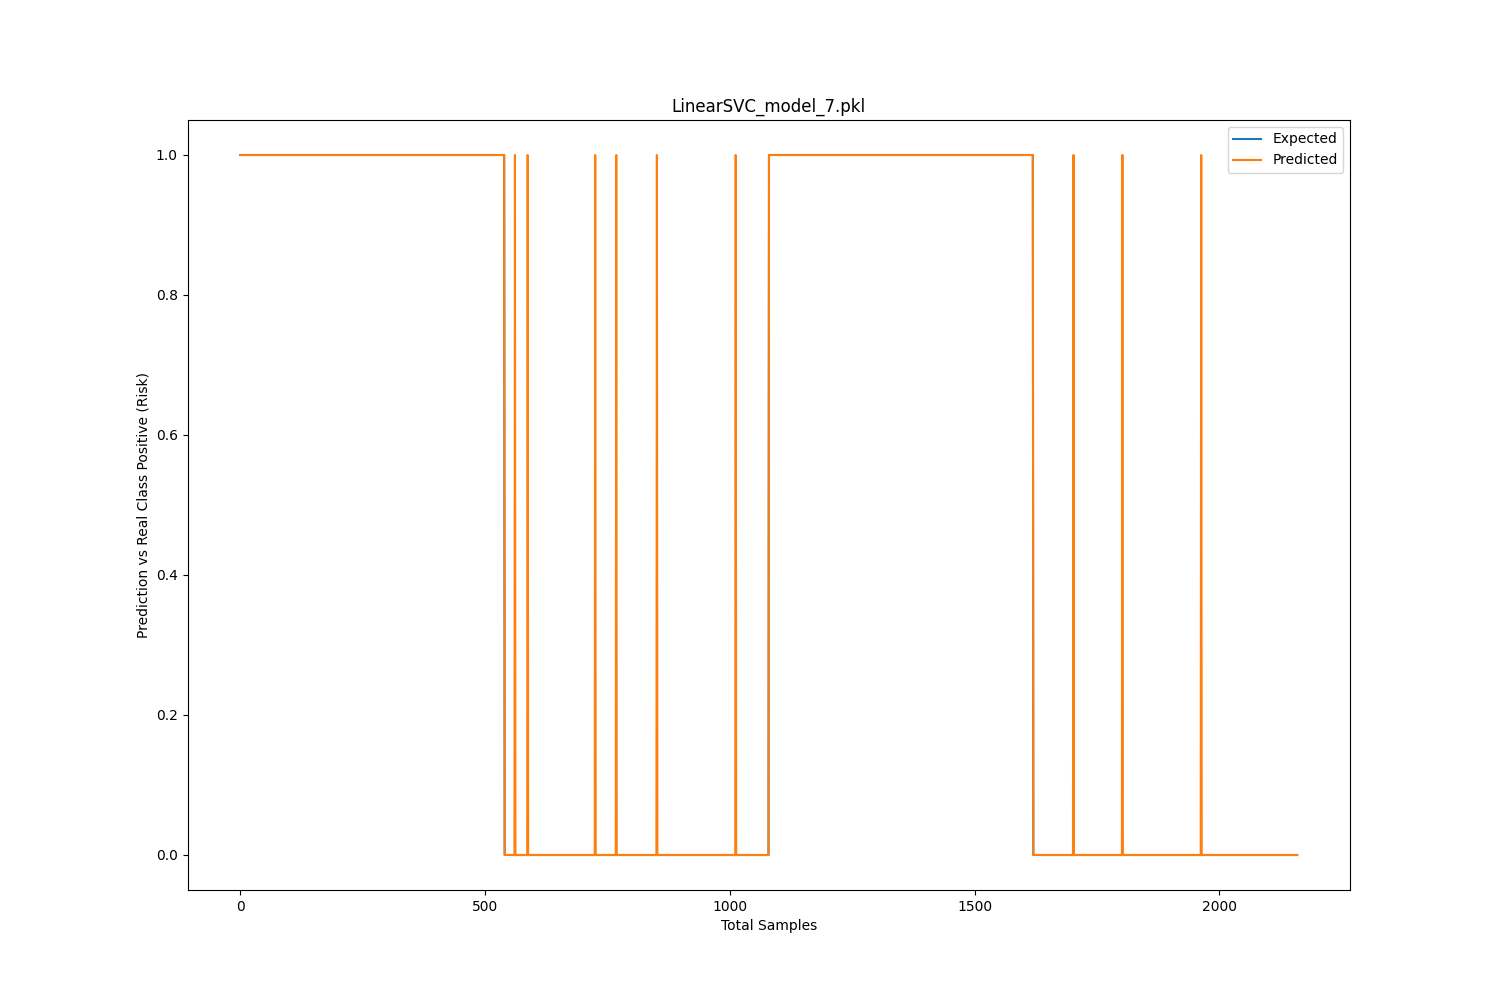 LinearSVC_model_7.pkl
Expected
Predicted
1.0
0.8
0.6
0.4
0.2
0.0
Prediction vs Real Class Positive (Risk)
0
500
1000
1500
2000
Total Samples